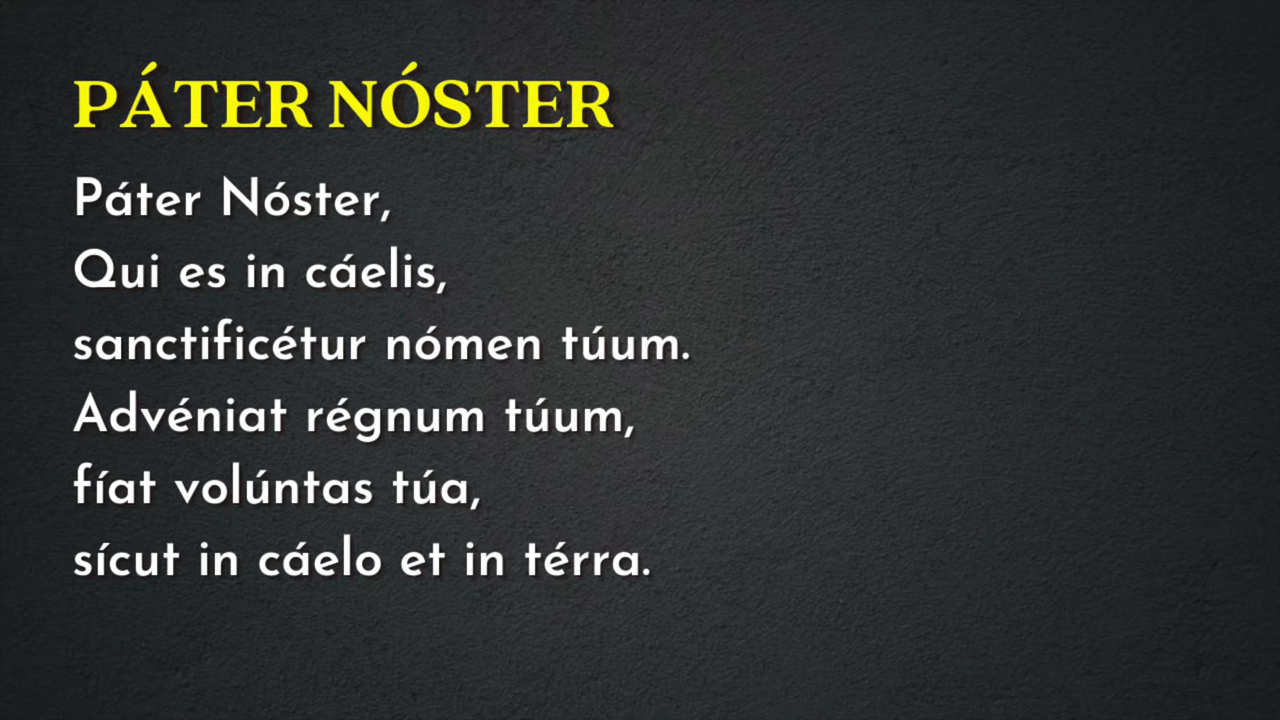 PÁTER NÓSTER
Páter Nóster,
Qui es in cáelis,
sanctificétur nómen túum.
Advéniat régnum túum,
fíat volúntas túa,
sícut in cáelo et in térra.